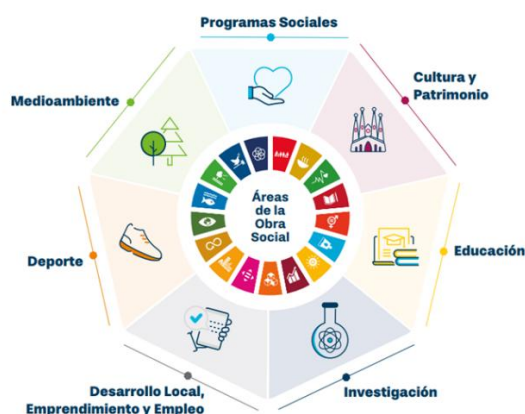 Programas Sociales
Cultura y
Patrimonio
Medioambiente
Áreas
de la
Obra
Social
Educación
Deporte
Desarrollo Local,
Emprendimiento y Empleo
Investigación